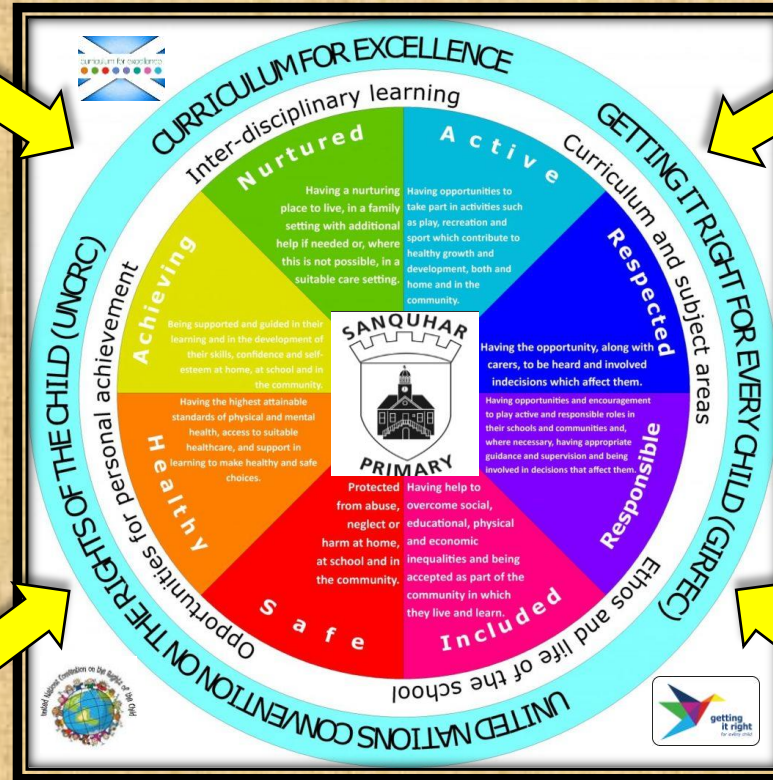 curriculum for excellence
CURRICULUM FOR EXCELLENCE
GETTING IT RIGHT FOR EVERY CHILD (GIRFEC)
UNITED NATIONS CONVENTION ON THE RIGHTS OF THE CHILD (UNCRC)
Inter-disciplinary learning
Curriculum and subject areas
Ethos and life of the school
Opportunities for personal achievement
Nurtured
Having a nurturing
place to live, in a family
setting with additional
help if needed or, where
this is not possible, in a
suitable care setting.
Active
Having opportunities to
take part in activities such
as play, recreation and
sport which contribute to
healthy growth and
development, both and
home and in the
community.
Respected
Having the opportunity, along with
carers, to be heard and involved
indecisions which affect them.
Responsible
Having opportunities and encouragement
to play active and responsible roles in
their schools and communities and,
where necessary, having appropriate
guidance and supervision and being
involved in decisions that affect them.
Included
Having help to
overcome social,
educational, physical
and economic
inequalities and being
accepted as part of the
community in which
they live and learn.
Safe
Protected
from abuse,
neglect or
harm at home,
at school and in
the community.
Healthy
Having the highest attainable
standards of physical and mental
health, access to suitable
healthcare, and support in
learning to make healthy and safe
choices.
Achieving
Being supported and guided in their
learning and in the development of
their skills, confidence and self-
esteem at home, at school and in
the community.
SANQUHAR
PRIMARY
United Nations Convention on the Rights of the Child
getting
it right
for every child